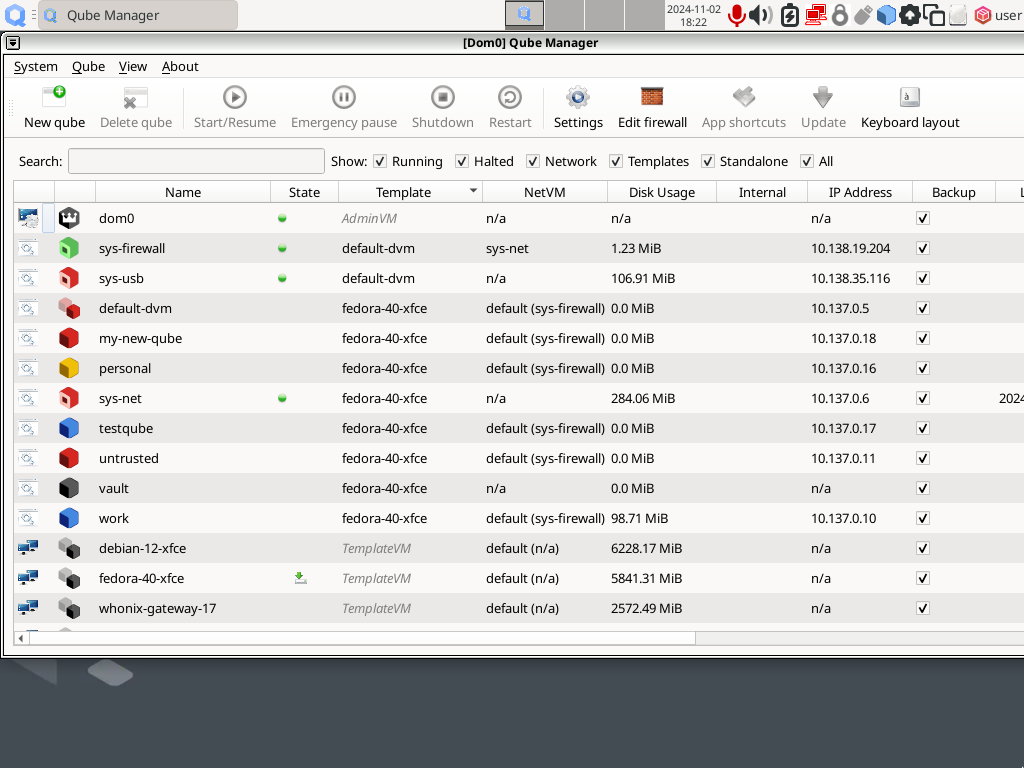 Qube Manager
2024-11-02
18:22
user
[Dom0] Qube Manager
System Qube View About
New qube Delete qube Start/Resume Emergency pause Shutdown Restart Settings Edit firewall App shortcuts Update Keyboard layout
Search: Show: Running Halted Network Templates Standalone All
Name State Template NetVM Disk Usage Internal IP Address Backup L
dom0 AdminVM n/a n/a n/a
sys-firewall default-dvm sys-net 1.23 MiB 10.138.19.204
sys-usb default-dvm n/a 106.91 MiB 10.138.35.116
default-dvm fedora-40-xfce default (sys-firewall) 0.0 MiB 10.137.0.5
my-new-qube fedora-40-xfce default (sys-firewall) 0.0 MiB 10.137.0.18
personal fedora-40-xfce default (sys-firewall) 0.0 MiB 10.137.0.16
sys-net fedora-40-xfce n/a 284.06 MiB 10.137.0.6 2024
testqube fedora-40-xfce default (sys-firewall) 0.0 MiB 10.137.0.17
untrusted fedora-40-xfce default (sys-firewall) 0.0 MiB 10.137.0.11
vault fedora-40-xfce n/a 0.0 MiB n/a
work fedora-40-xfce default (sys-firewall) 98.71 MiB 10.137.0.10
debian-12-xfce TemplateVM default (n/a) 6228.17 MiB n/a
fedora-40-xfce TemplateVM default (n/a) 5841.31 MiB n/a
whonix-gateway-17 TemplateVM default (n/a) 2572.49 MiB n/a